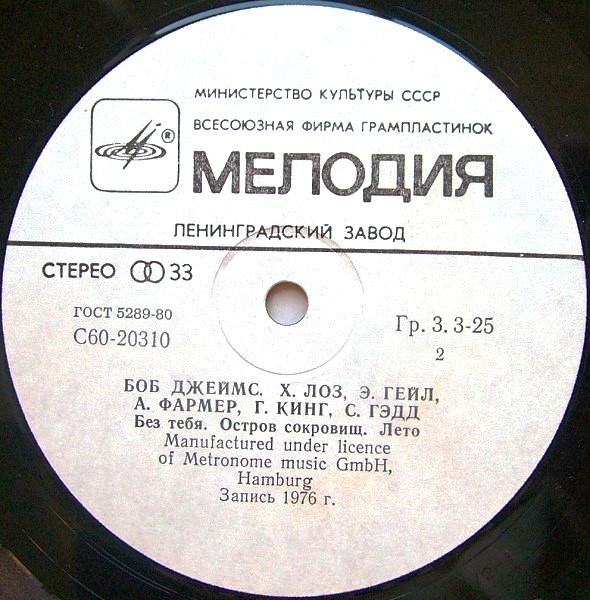 МИНИСТЕРСТВО КУЛЬТУРЫ СССР
ВСЕСОЮЗНАЯ ФИРМА ГРАМПЛАСТИНОК
®
МЕЛОДИЯ
ЛЕНИНГРАДСКИЙ ЗАВОД
СТЕРЕО 33
ГОСТ 5289-80
С60-20310
Гр. 3. 3-25
2
БОБ ДЖЕЙМС. Х. ЛОЗ, Э. ГЕЙЛ,
А. ФАРМЕР, Г. КИНГ, С. ГЭДД
Без тебя. Остров сокровищ. Лето
Manufactured under licence
of Metronome music GmbH,
Hamburg
Запись 1976 г.